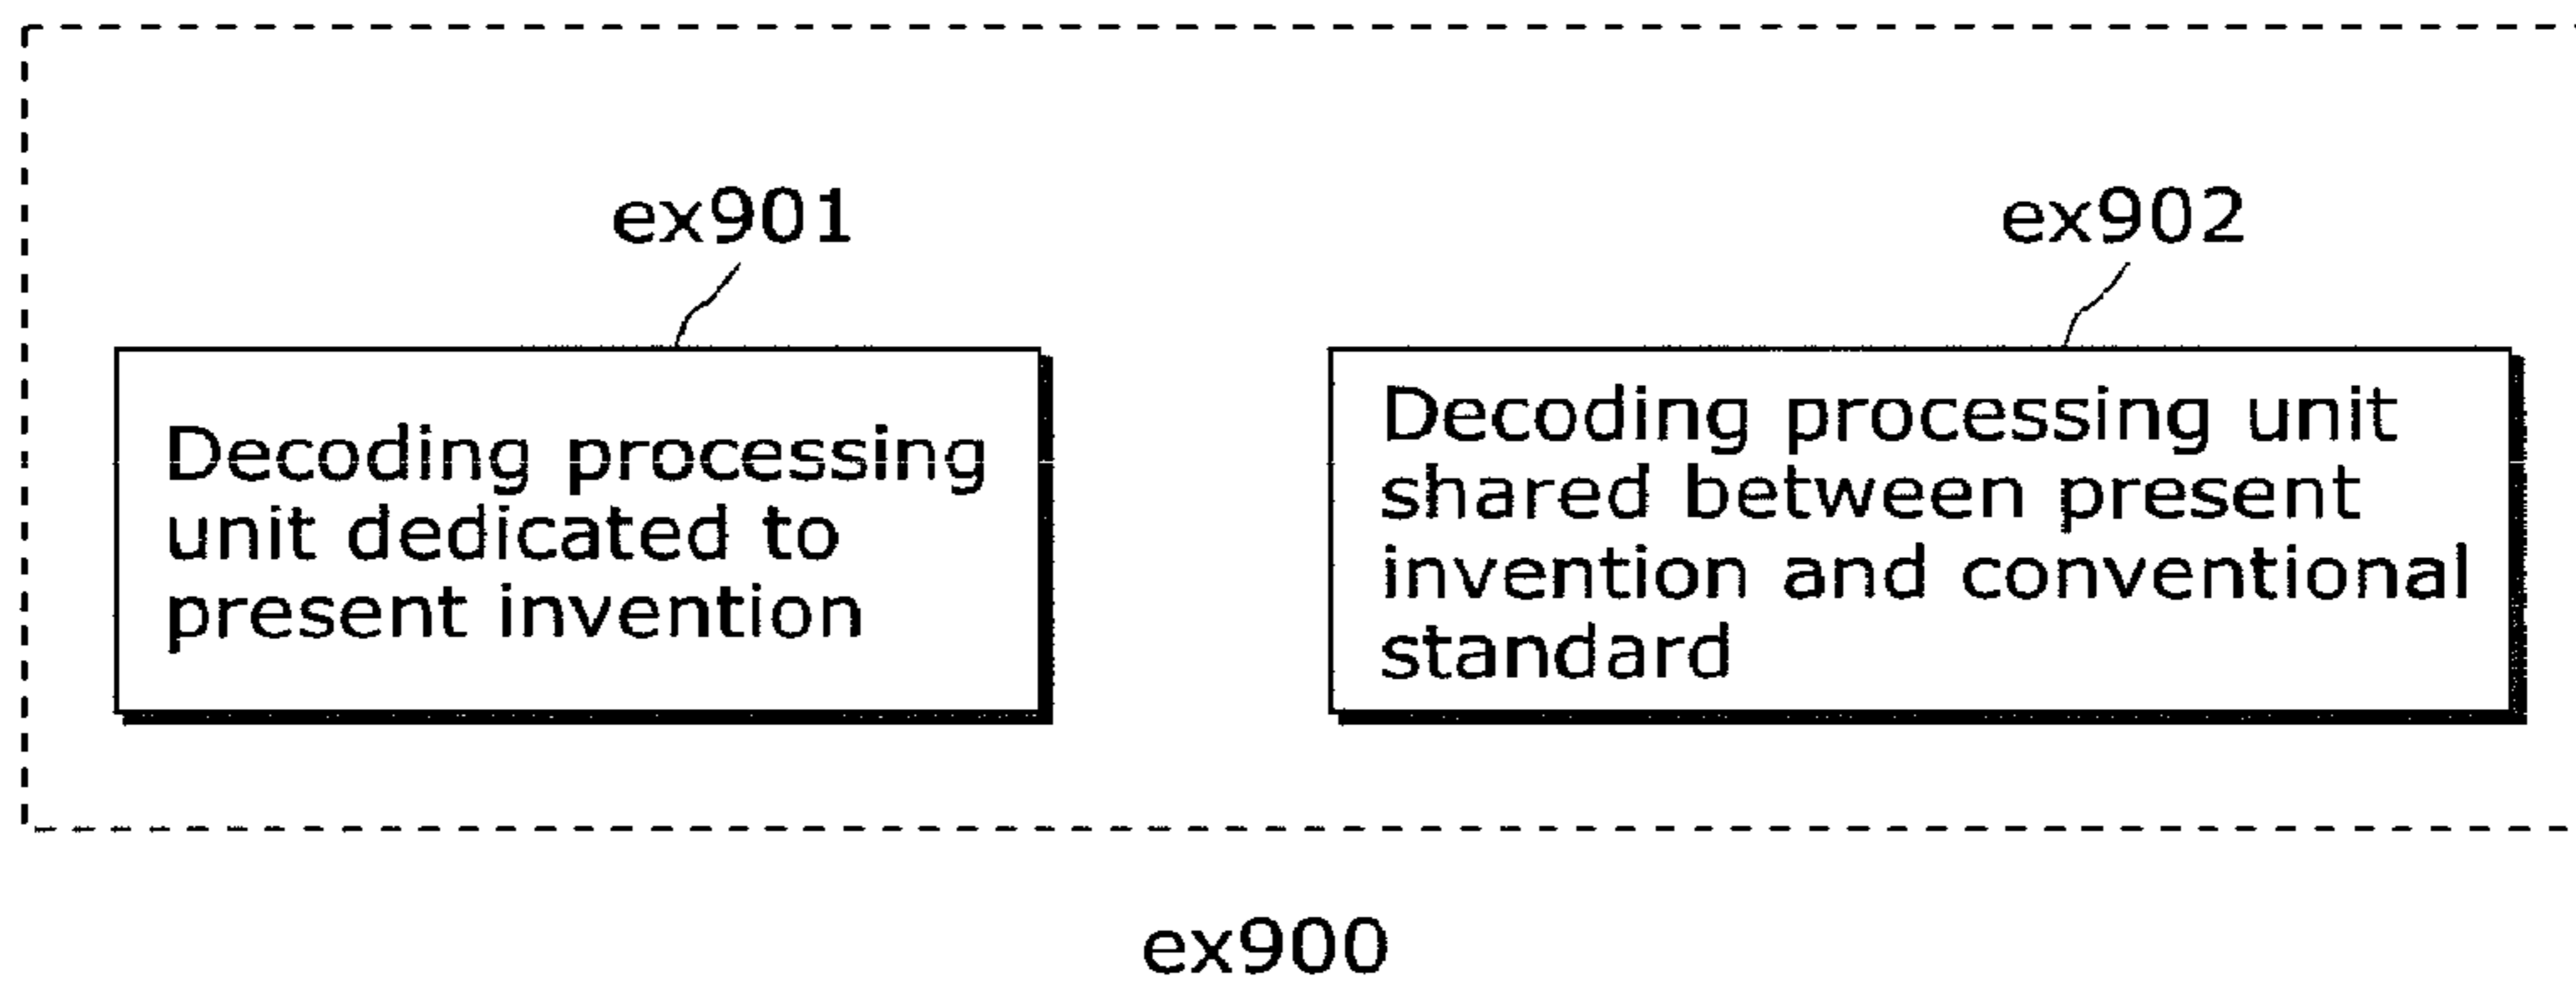 ex901
ex902
Decoding processing
unit dedicated to
present invention
Decoding processing unit
shared between present
invention and conventional
standard
ex900